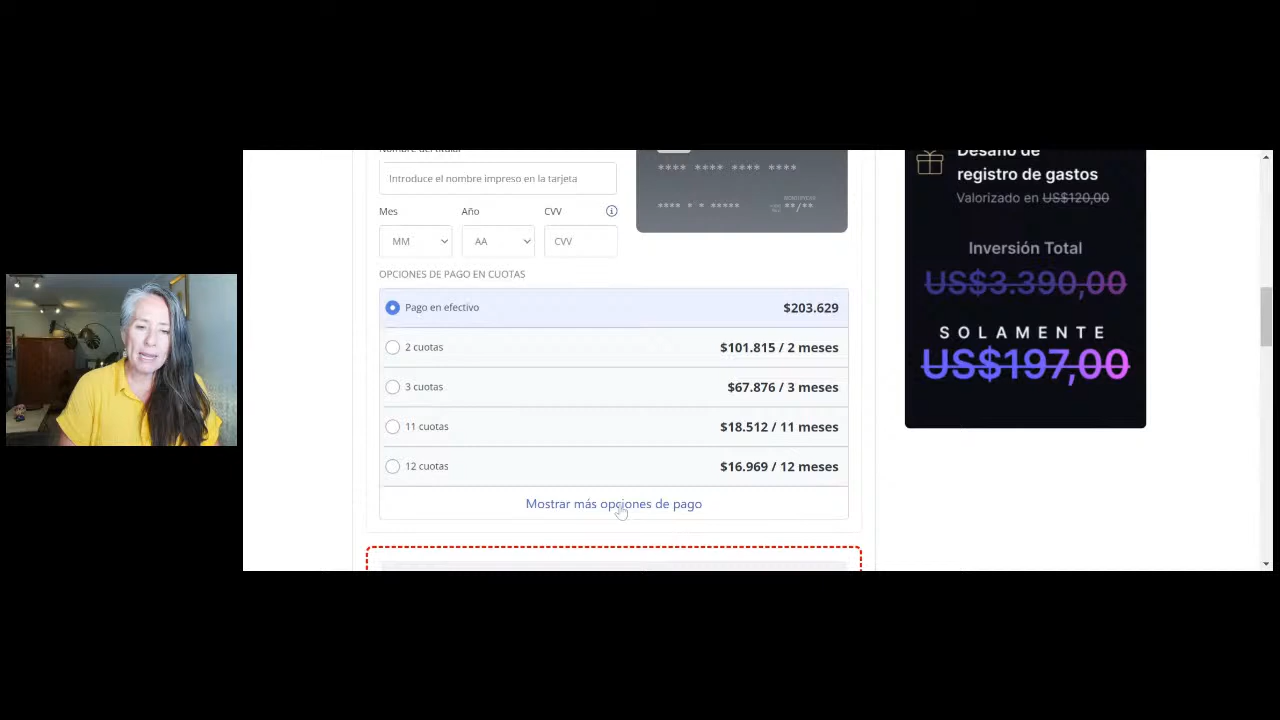 Nombre del titular
Introduce el nombre impreso en la tarjeta
Mes
Año
CVV
MM
AA
CVV
**** **** **** ****
**** * * *****
**/**
OPCIONES DE PAGO EN CUOTAS
Pago en efectivo
$203.629
2 cuotas
$101.815 / 2 meses
3 cuotas
$67.876 / 3 meses
11 cuotas
$18.512 / 11 meses
12 cuotas
$16.969 / 12 meses
Mostrar más opciones de pago
Desafío de
registro de gastos
Valorizado en US$120,00
Inversión Total
US$3.390,00
SOLAMENTE
US$197,00